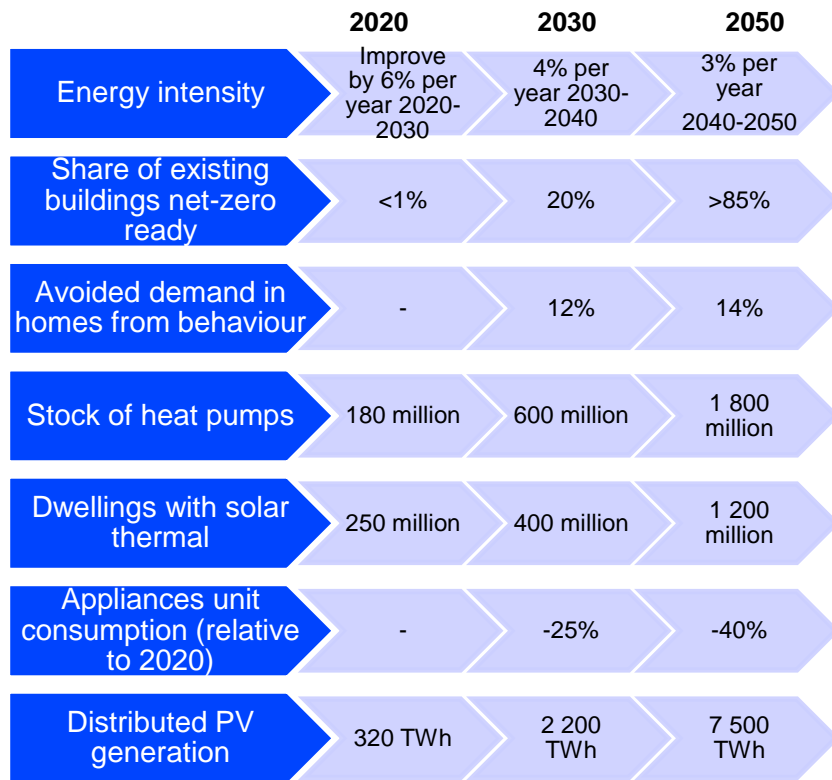 2020 2030 2050
Energy intensity
Improve
by 6% per
year 2020-
2030
4% per
year 2030-
2040
3% per
year
2040-2050
Share of existing
buildings net-zero
ready
<1%
20%
>85%
Avoided demand in
homes from behaviour
-
12%
14%
Stock of heat pumps
180 million
600 million
1 800
million
Dwellings with solar
thermal
250 million
400 million
1 200
million
Appliances unit
consumption (relative
to 2020)
-
-25%
-40%
Distributed PV
generation
320 TWh
2 200
TWh
7 500
TWh